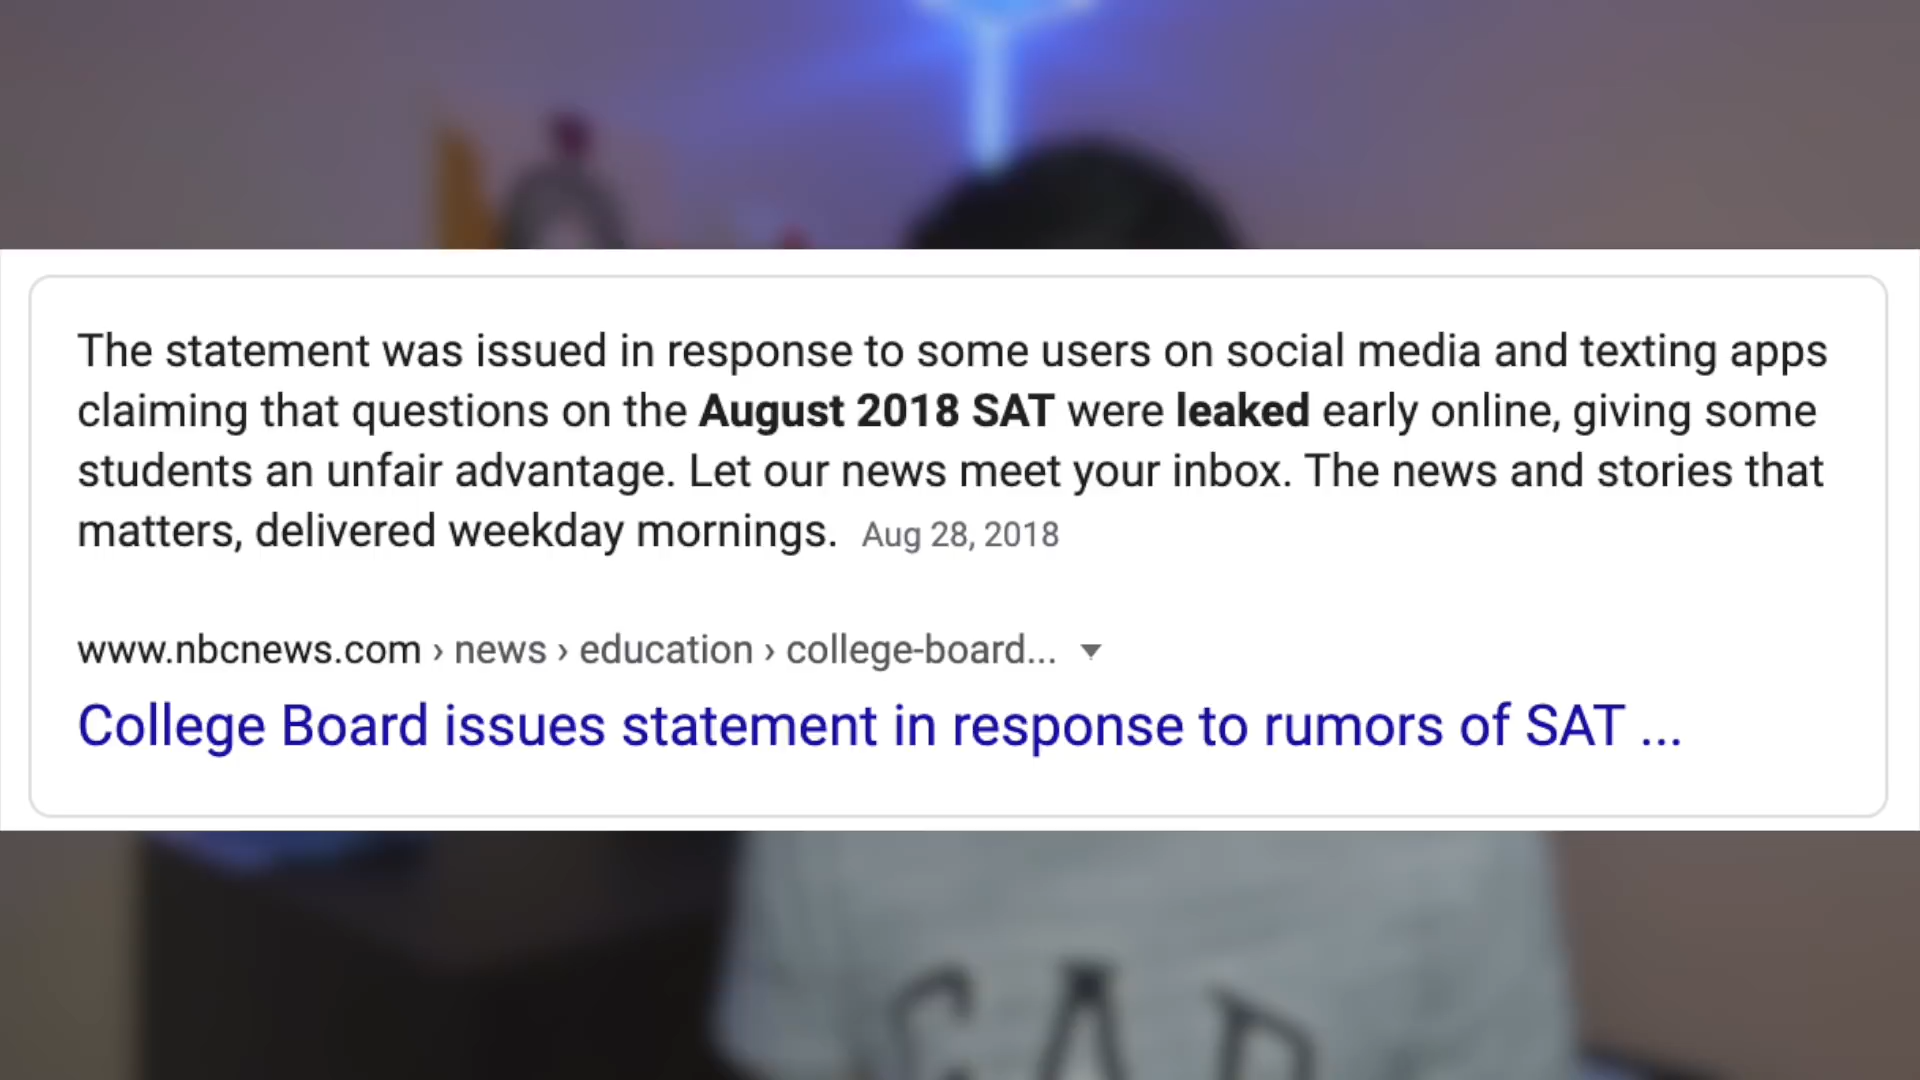 The statement was issued in response to some users on social media and texting apps
claiming that questions on the August 2018 SAT were leaked early online, giving some
students an unfair advantage. Let our news meet your inbox. The news and stories that
matters, delivered weekday mornings. Aug 28, 2018
www.nbcnews.com › news › education › college-board...
College Board issues statement in response to rumors of SAT ...
GAP